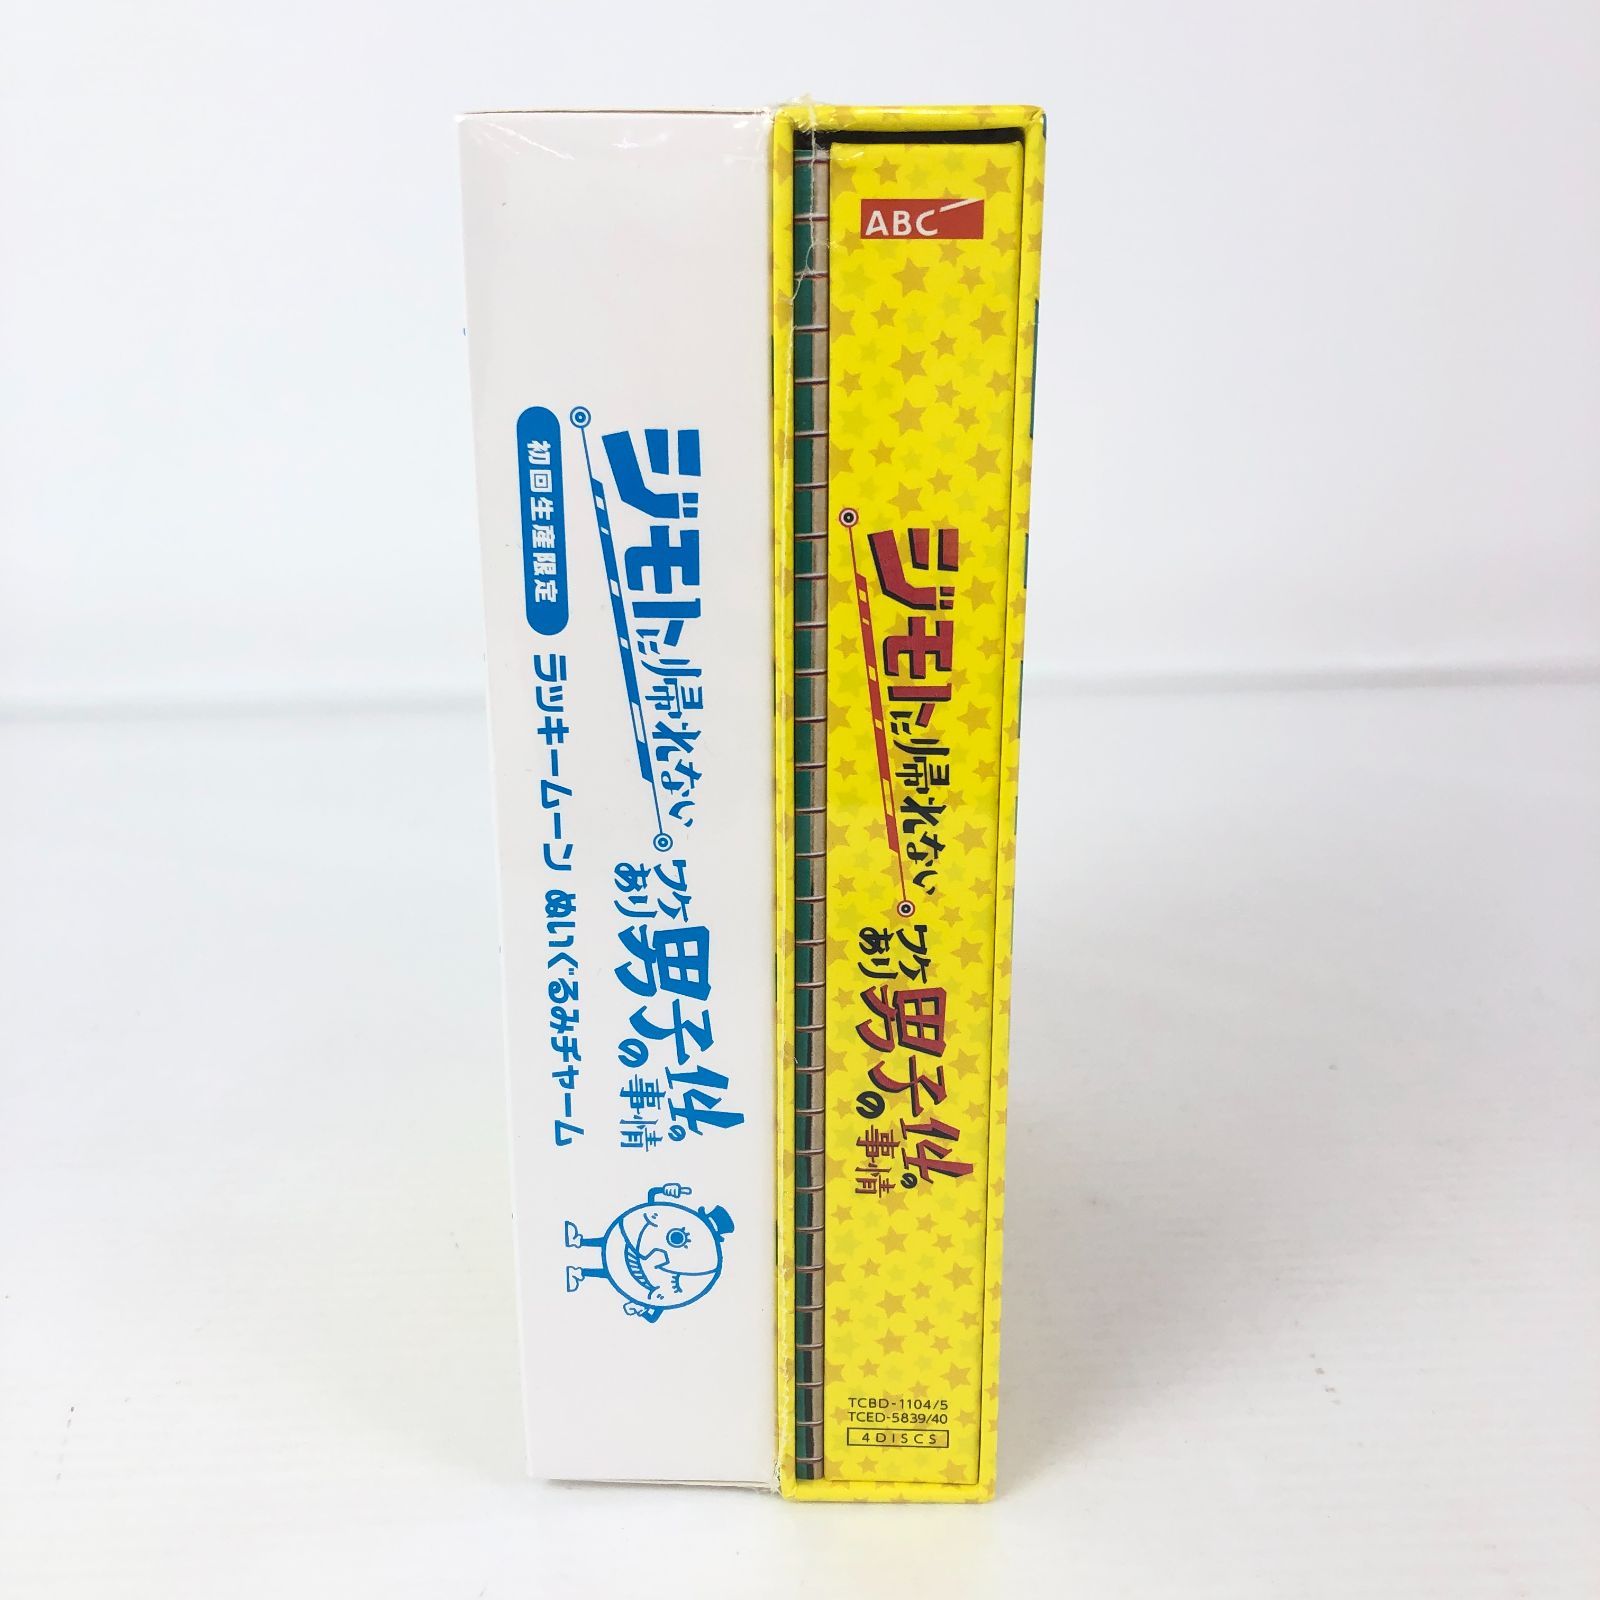 初回生産限定
ラッキームーン ぬいぐるみチャーム
ジモトに帰れない
ワケあり男子の
14の事情
ABC
ジモトに帰れない
ワケあり男子の
14の事情
TCBD-1104/5
TCED-5839/40
4DISCS